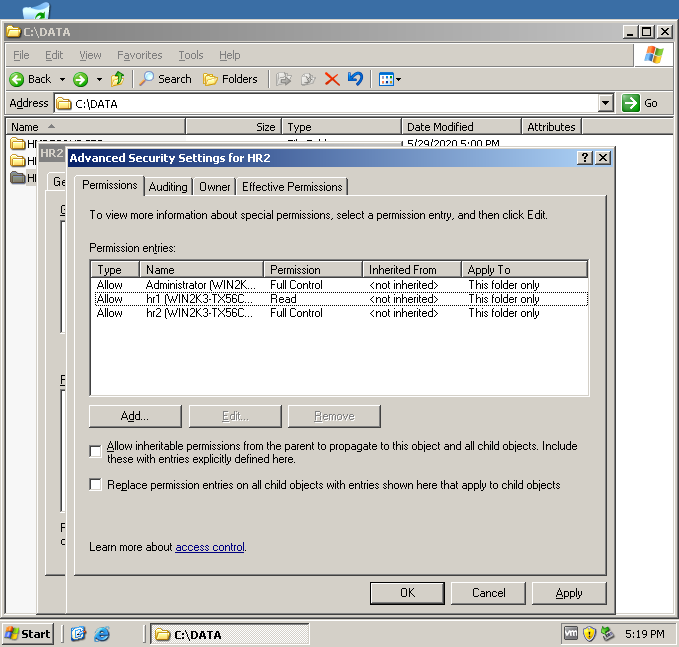 C:\DATA
File Edit View Favorites Tools Help
Back Search Folders
Address C:\DATA Go
Name Size Type Date Modified Attributes
5/29/2020 5:00 PM
HR2
Advanced Security Settings for HR2
Permissions Auditing Owner Effective Permissions
To view more information about special permissions, select a permission entry, and then click Edit.
Permission entries:
Type Name Permission Inherited From Apply To
Allow Administrator (WIN2K... Full Control <not inherited> This folder only
Allow hr1 (WIN2K3-TX56C... Read <not inherited> This folder only
Allow hr2 (WIN2K3-TX56C... Full Control <not inherited> This folder only
Add... Edit... Remove
Allow inheritable permissions from the parent to propagate to this object and all child objects. Include
these with entries explicitly defined here.
Replace permission entries on all child objects with entries shown here that apply to child objects
Learn more about access control.
OK Cancel Apply
Start C:\DATA vm 5:19 PM